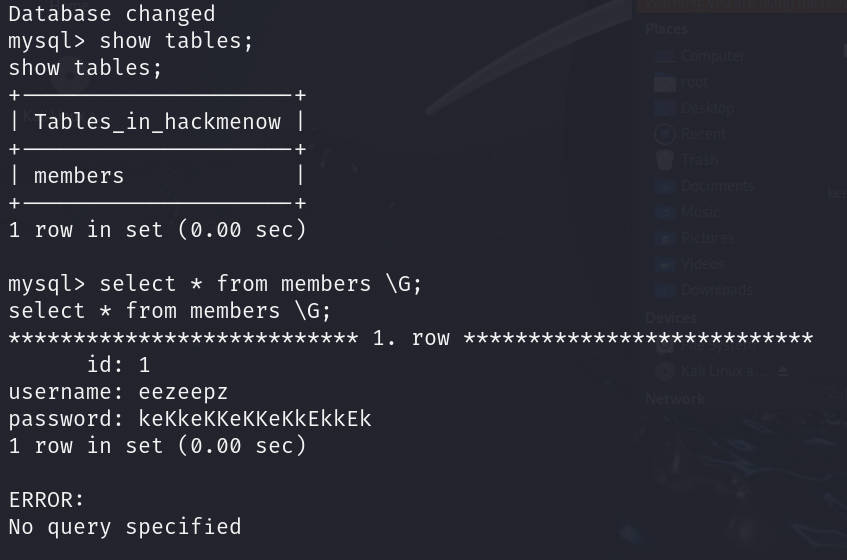 Database changed
mysql> show tables;
show tables;
+--------------------+
| Tables_in_hackmenow |
+--------------------+
| members |
+--------------------+
1 row in set (0.00 sec)
mysql> select * from members \G;
select * from members \G;
*************************** 1. row ***************************
id: 1
username: eezeepz
password: keKkeKKeKKeKkEkkEk
1 row in set (0.00 sec)
ERROR:
No query specified
Places
Computer
root
Desktop
Recent
Trash
Documents
Music
Pictures
Videos
Downloads
Devices
Kali Linux a...
Network